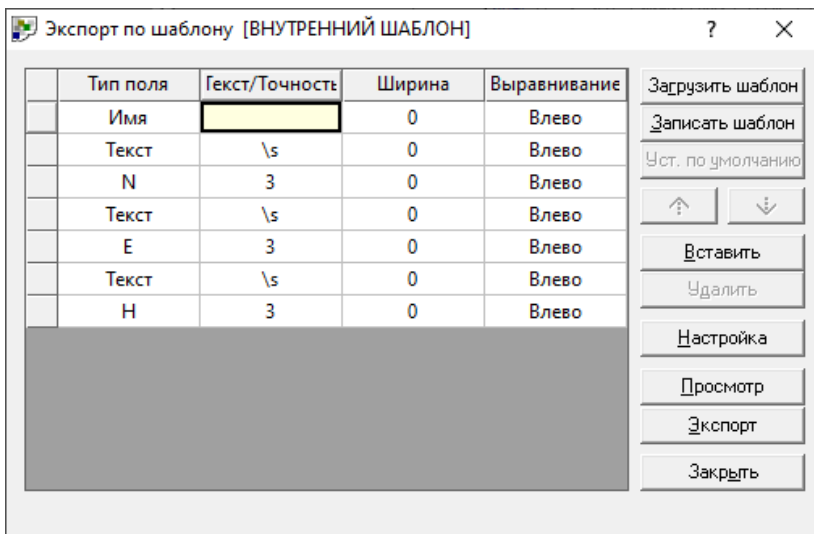 Экспорт по шаблону [ВНУТРЕННИЙ ШАБЛОН] ?
Тип поля Текст/Точность Ширина Выравнивание
Имя 0 Влево
Текст \s 0 Влево
N 3 0 Влево
Текст \s 0 Влево
E 3 0 Влево
Текст \s 0 Влево
H 3 0 Влево
Загрузить шаблон
Записать шаблон
Уст. по умолчанию
Вставить
Удалить
Настройка
Просмотр
Экспорт
Закрыть